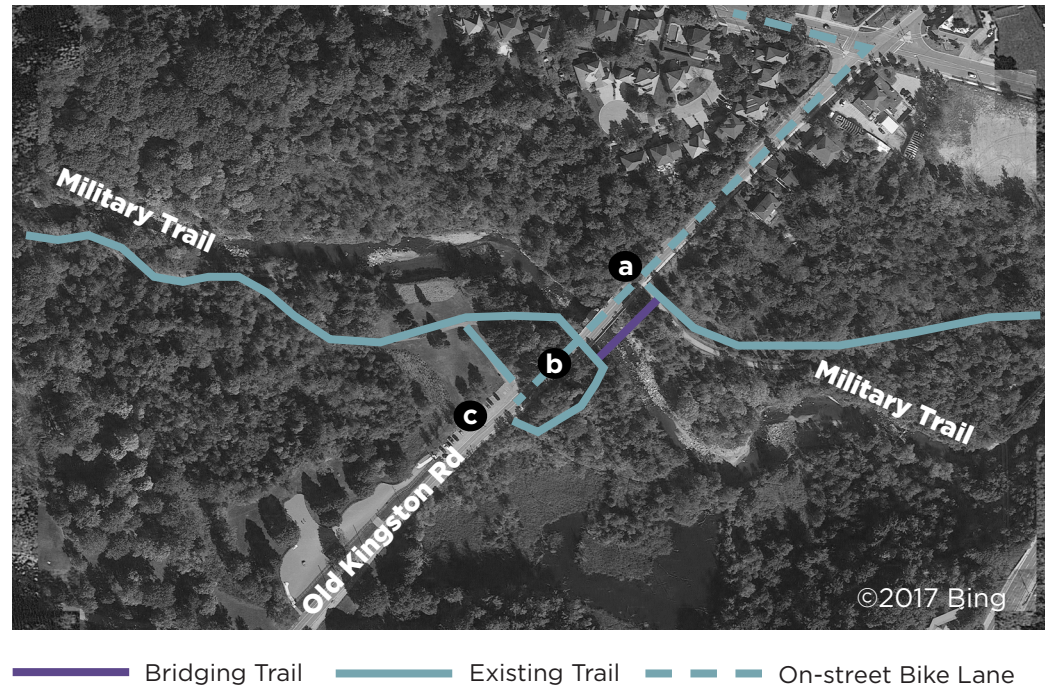 Military Trail
a
b
c
Military Trail
Old Kingston Rd
©2017 Bing
Bridging Trail Existing Trail On-street Bike Lane